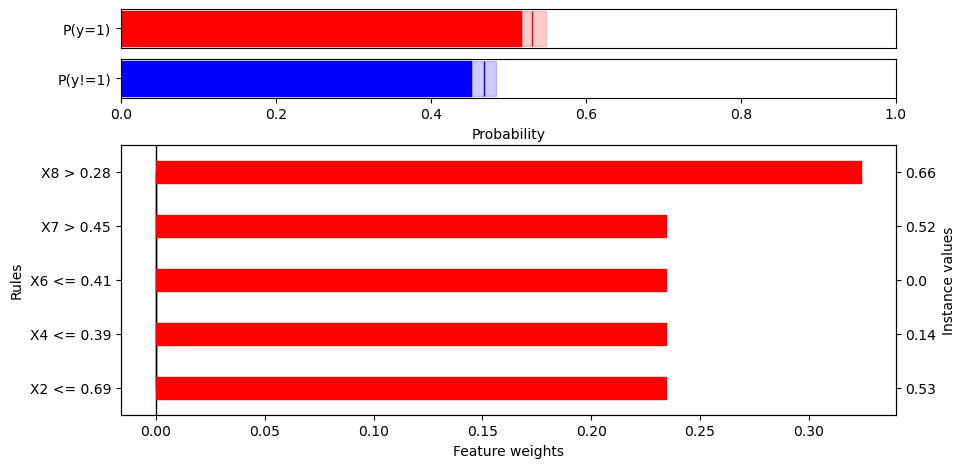 P(y=1)
P(y!=1)
0.0 0.2 0.4 0.6 0.8 1.0
Probability
X8 > 0.28 0.66
X7 > 0.45 0.52
X6 <= 0.41 0.0
X4 <= 0.39 0.14
X2 <= 0.69 0.53
Rules
Instance values
0.00 0.05 0.10 0.15 0.20 0.25 0.30
Feature weights